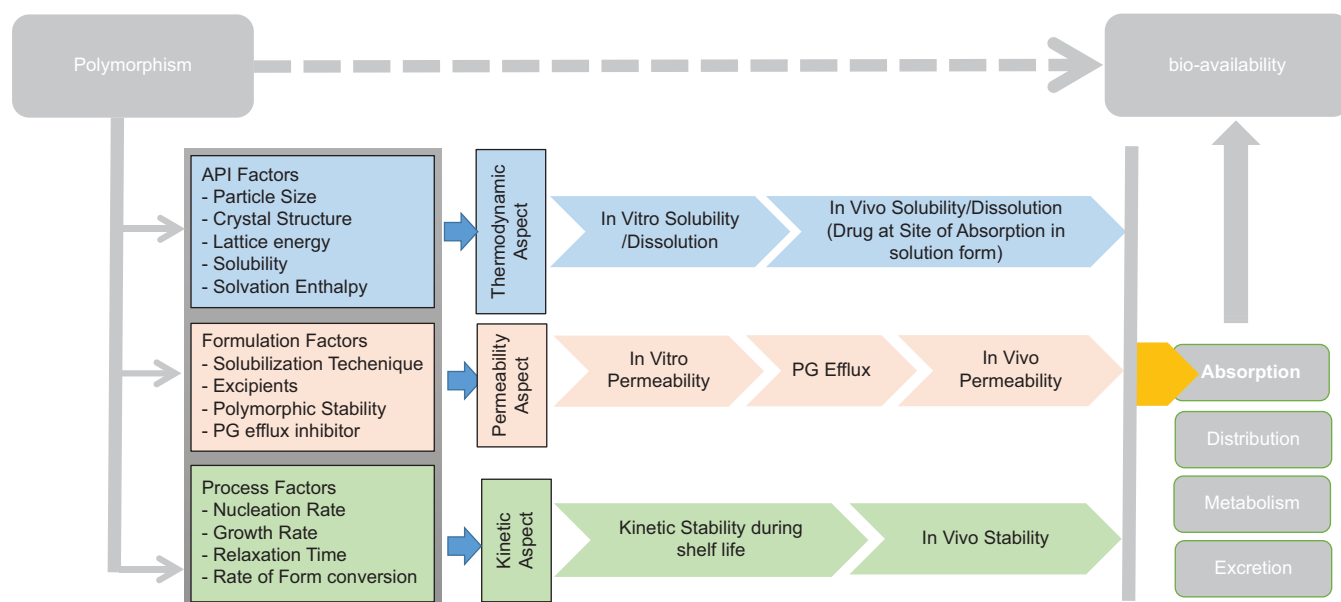 Polymorphism
bio-availability
API Factors
- Particle Size
- Crystal Structure
- Lattice energy
- Solubility
- Solvation Enthalpy
Thermodynamic
Aspect
In Vitro Solubility
/Dissolution
In Vivo Solubility/Dissolution
(Drug at Site of Absorption in
solution form)
Formulation Factors
- Solubilization Techenique
- Excipients
- Polymorphic Stability
- PG efflux inhibitor
Permeability
Aspect
In Vitro
Permeability
PG Efflux
In Vivo
Permeability
Process Factors
- Nucleation Rate
- Growth Rate
- Relaxation Time
- Rate of Form conversion
Kinetic
Aspect
Kinetic Stability during
shelf life
In Vivo Stability
Absorption
Distribution
Metabolism
Excretion